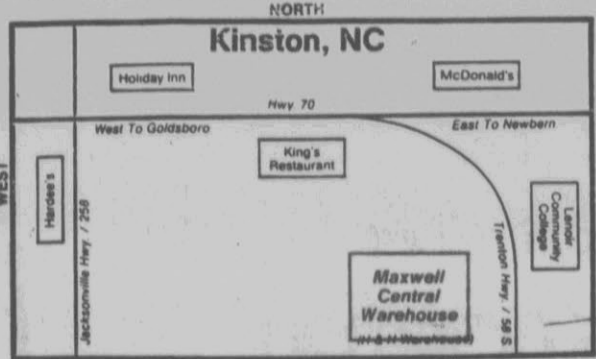 NORTH
Kinston, NC
Holiday Inn
McDonald's
Hwy 70
West To Goldsboro
East To Newbern
King's
Restaurant
WEST
Hardee's
Jacksonville Hwy. / 258
Lenoir
Community
College
Trenton Hwy. / 58 S
Maxwell
Central
Warehouse
(H & H Warehouse)